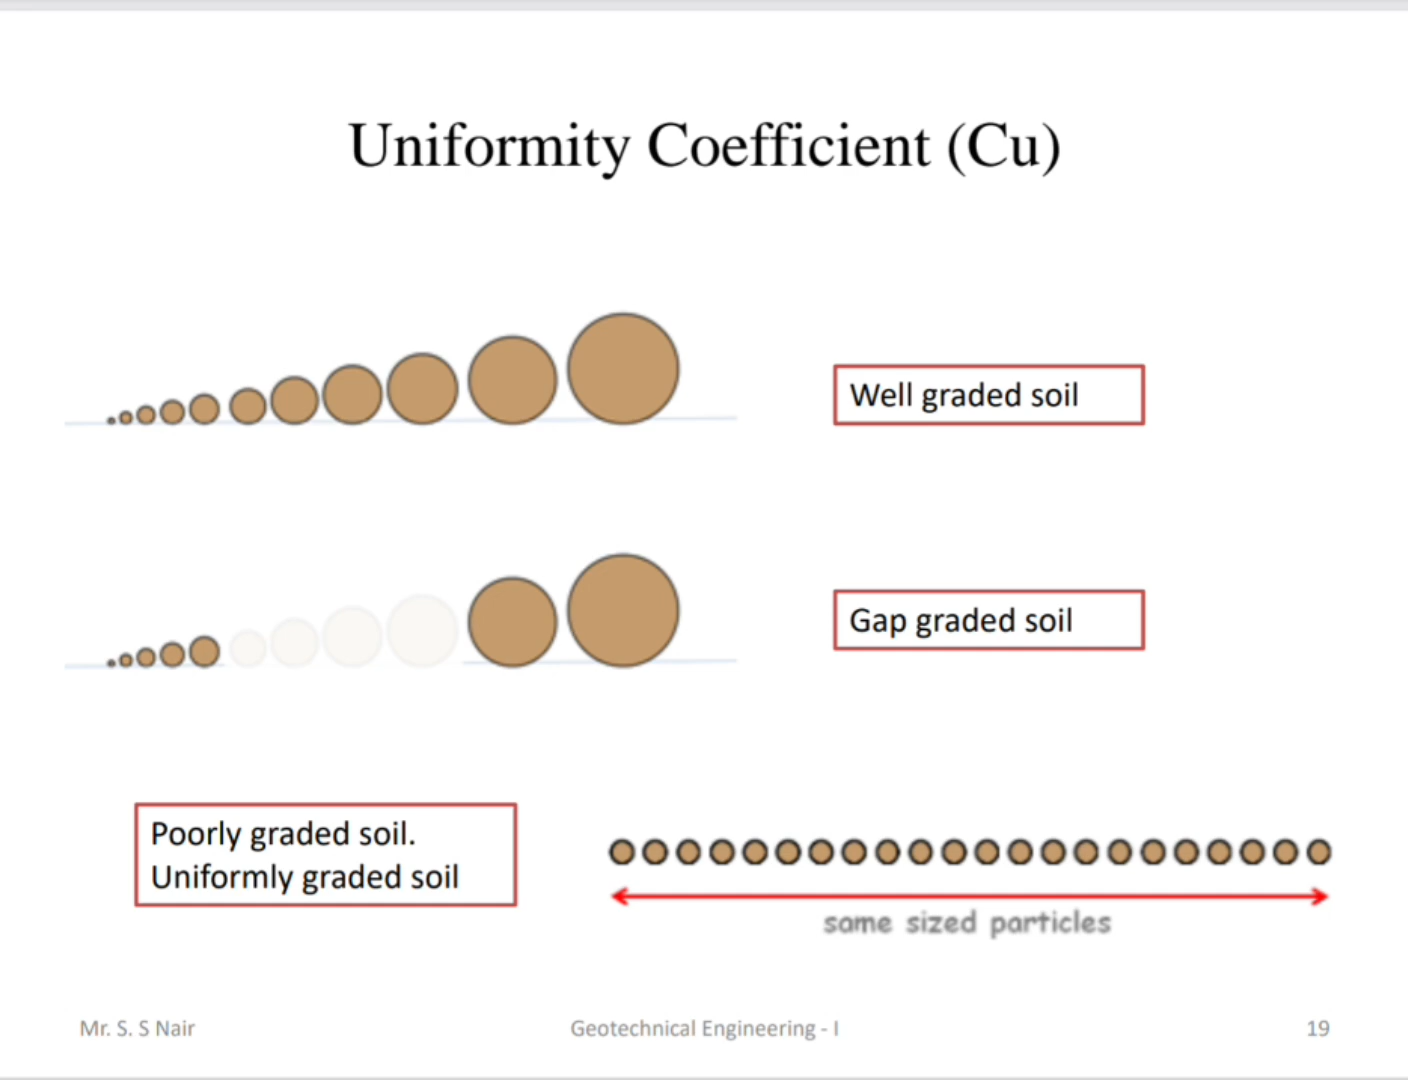 Uniformity Coefficient (Cu)
Well graded soil
Gap graded soil
Poorly graded soil.
Uniformly graded soil
same sized particles
Mr. S. S Nair
Geotechnical Engineering - I
19